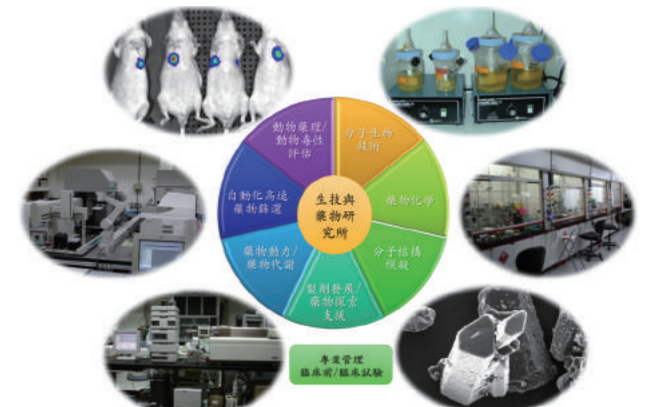 動物藥理/
動物毒性
評估
分子生物
技術
自動化高速
藥物篩選
生技與
藥物研
究所
藥物化學
藥物動力/
藥物代謝
分子結構
模擬
製劑發展/
藥物探索
支援
專業管理
臨床前/臨床試驗